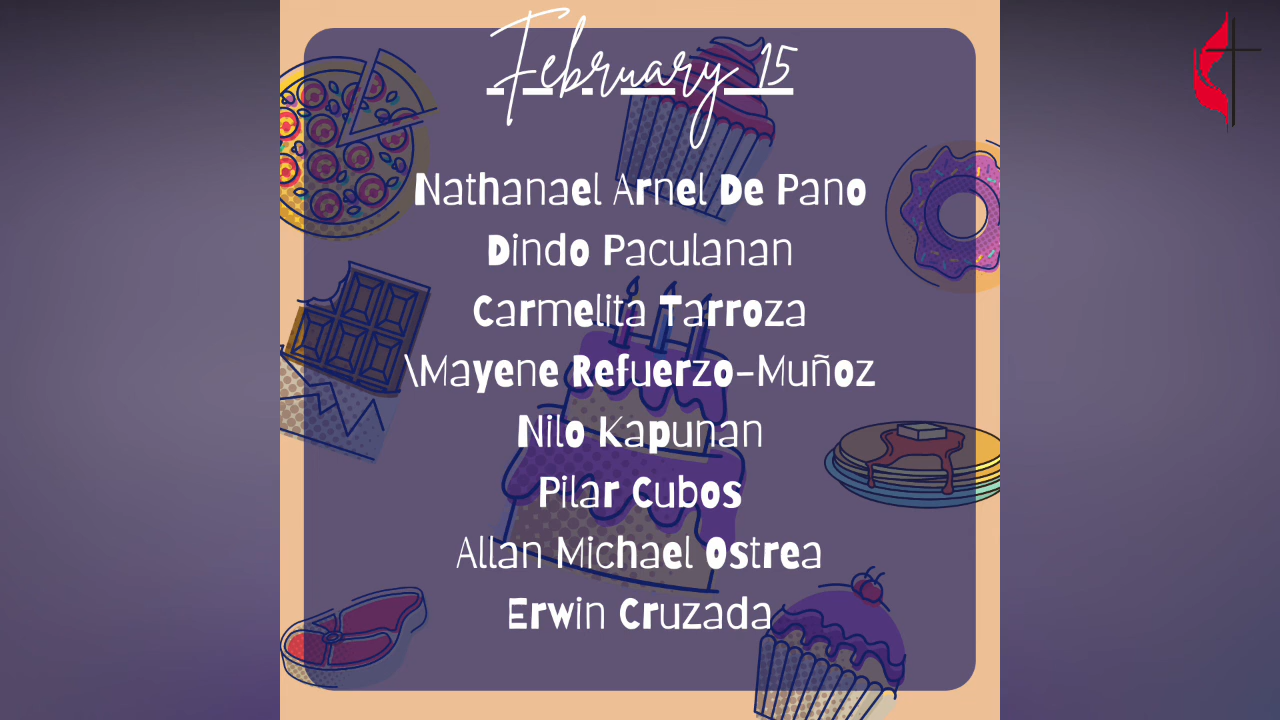 February 15
Nathanael Arnel De Pano
Dindo Paculanan
Carmelita Tarroza
\Mayene Refuerzo-Muñoz
Nilo Kapunan
Pilar Cubos
Allan Michael Ostrea
Erwin Cruzada